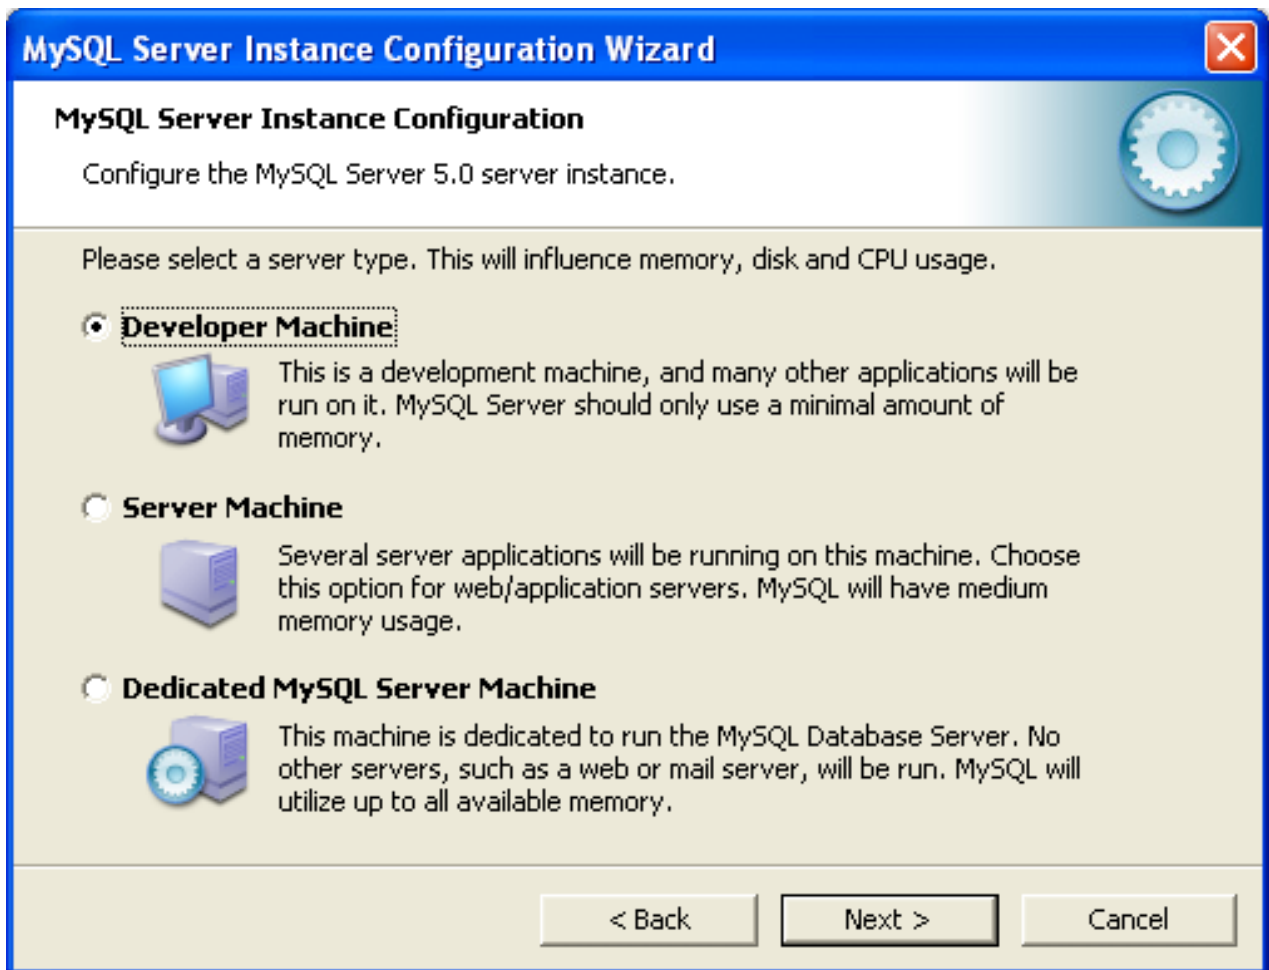 MySQL Server Instance Configuration Wizard
MySQL Server Instance Configuration
Configure the MySQL Server 5.0 server instance.
Please select a server type. This will influence memory, disk and CPU usage.
Developer Machine
This is a development machine, and many other applications will be
run on it. MySQL Server should only use a minimal amount of
memory.
Server Machine
Several server applications will be running on this machine. Choose
this option for web/application servers. MySQL will have medium
memory usage.
Dedicated MySQL Server Machine
This machine is dedicated to run the MySQL Database Server. No
other servers, such as a web or mail server, will be run. MySQL will
utilize up to all available memory.
< Back Next > Cancel